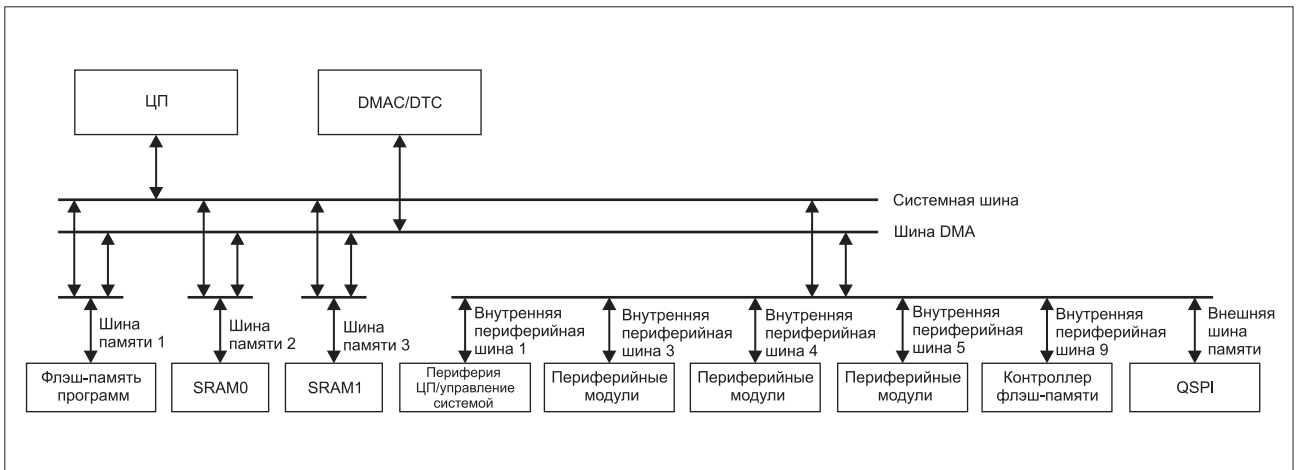 ЦП
DMAC/DTC
Системная шина
Шина DMA
Шина
памяти 1
Шина
памяти 2
Шина
памяти 3
Внутренняя
периферийная
шина 1
Внутренняя
периферийная
шина 3
Внутренняя
периферийная
шина 4
Внутренняя
периферийная
шина 5
Внутренняя
периферийная
шина 9
Внешняя
шина
памяти
Флэш-память
программ
SRAM0
SRAM1
Периферия
ЦП/управление
системой
Периферийные
модули
Периферийные
модули
Периферийные
модули
Контроллер
флэш-памяти
QSPI